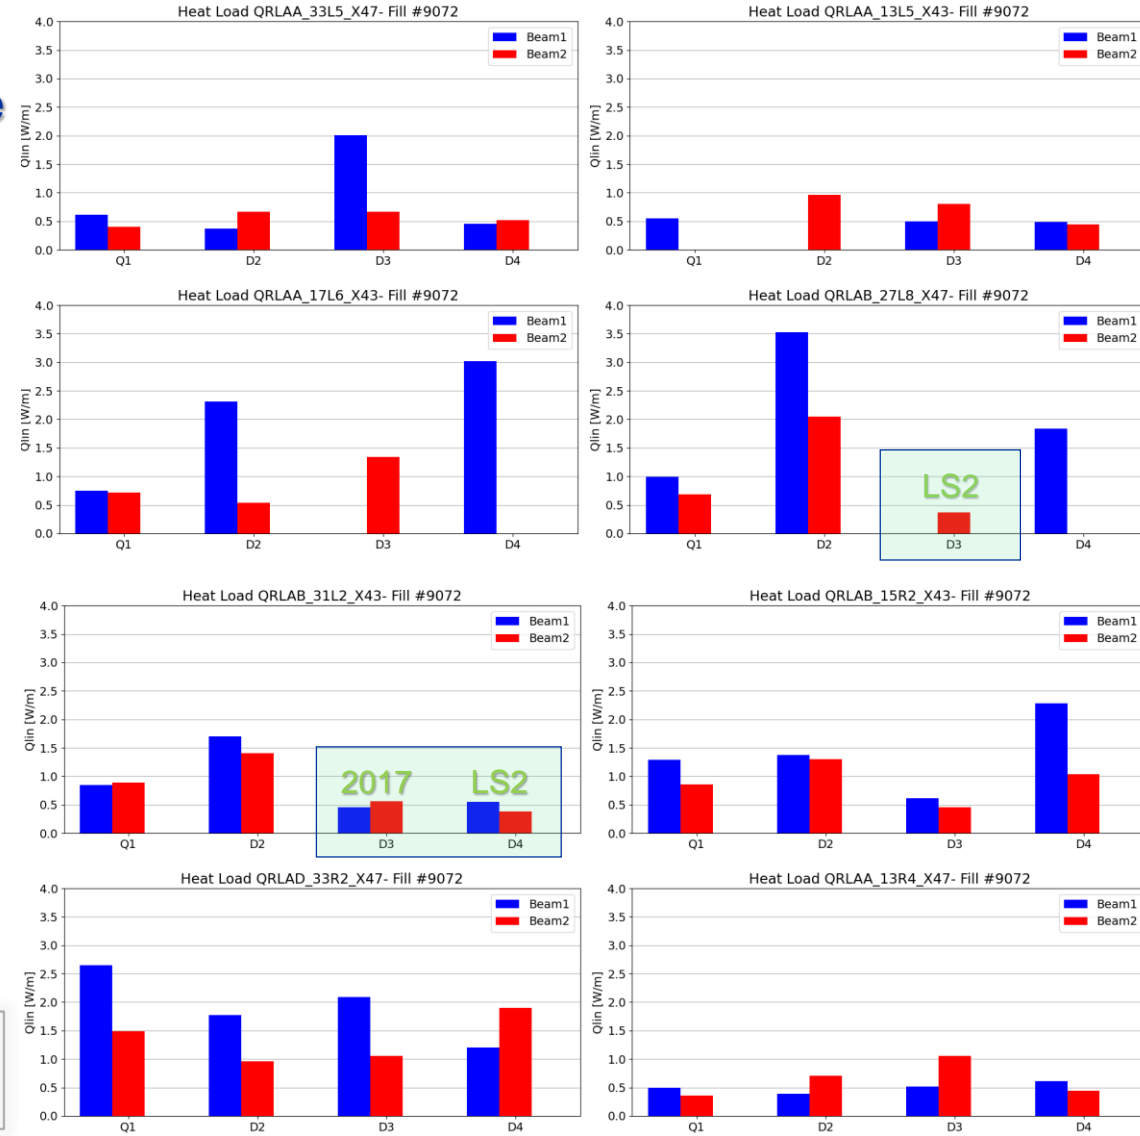 Heat Load QRLAA_33L5_X47- Fill #9072
4.0
3.5
3.0
2.5
2.0
1.5
1.0
0.5
0.0
Qlin [W/m]
Beam1
Beam2
Q1 D2 D3 D4
Heat Load QRLAA_13L5_X43- Fill #9072
4.0
3.5
3.0
2.5
2.0
1.5
1.0
0.5
0.0
Qlin [W/m]
Beam1
Beam2
Q1 D2 D3 D4
Heat Load QRLAA_17L6_X43- Fill #9072
4.0
3.5
3.0
2.5
2.0
1.5
1.0
0.5
0.0
Qlin [W/m]
Beam1
Beam2
Q1 D2 D3 D4
Heat Load QRLAB_27L8_X47- Fill #9072
4.0
3.5
3.0
2.5
2.0
1.5
1.0
0.5
0.0
Qlin [W/m]
Beam1
Beam2
LS2
Q1 D2 D3 D4
Heat Load QRLAB_31L2_X43- Fill #9072
4.0
3.5
3.0
2.5
2.0
1.5
1.0
0.5
0.0
Qlin [W/m]
Beam1
Beam2
2017 LS2
Q1 D2 D3 D4
Heat Load QRLAB_15R2_X43- Fill #9072
4.0
3.5
3.0
2.5
2.0
1.5
1.0
0.5
0.0
Qlin [W/m]
Beam1
Beam2
Q1 D2 D3 D4
Heat Load QRLAD_33R2_X47- Fill #9072
4.0
3.5
3.0
2.5
2.0
1.5
1.0
0.5
0.0
Qlin [W/m]
Beam1
Beam2
Q1 D2 D3 D4
Heat Load QRLAA_13R4_X47- Fill #9072
4.0
3.5
3.0
2.5
2.0
1.5
1.0
0.5
0.0
Qlin [W/m]
Beam1
Beam2
Q1 D2 D3 D4